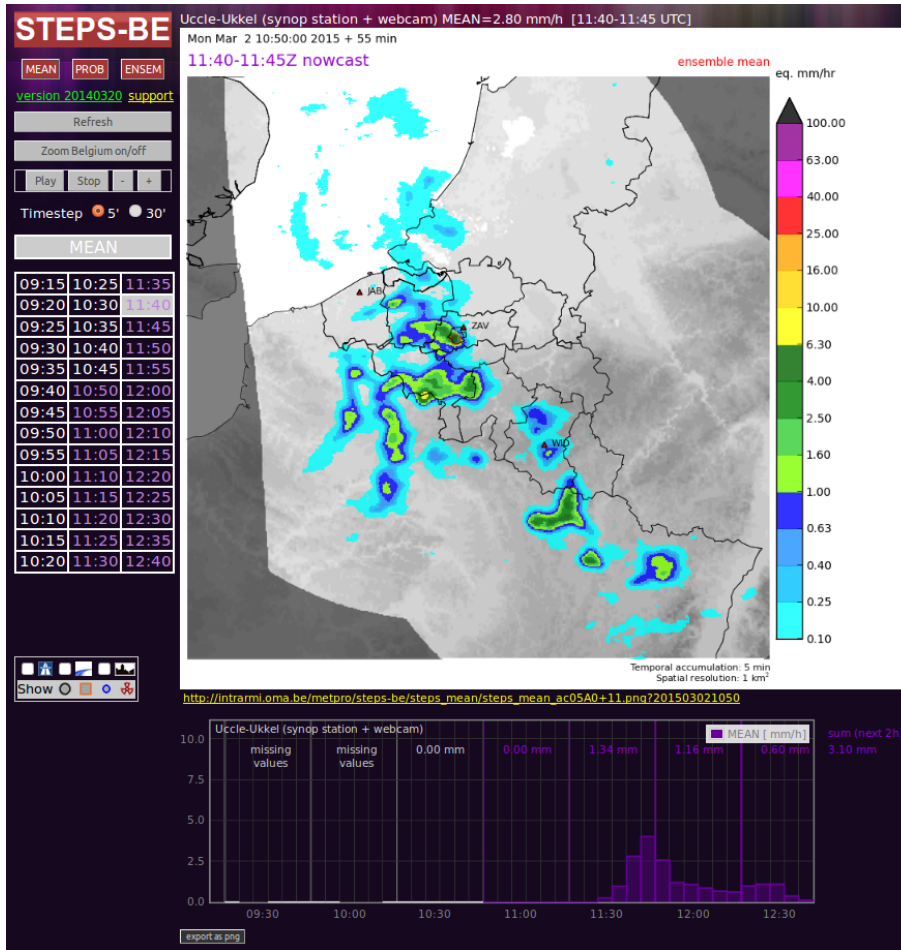 STEPS-BE
MEAN PROB ENSEM
version 20140320 support
Refresh
Zoom Belgium on/off
Play Stop - +
Timestep 5' 30'
MEAN
09:15 10:25 11:35
09:20 10:30 11:40
09:25 10:35 11:45
09:30 10:40 11:50
09:35 10:45 11:55
09:40 10:50 12:00
09:45 10:55 12:05
09:50 11:00 12:10
09:55 11:05 12:15
10:00 11:10 12:20
10:05 11:15 12:25
10:10 11:20 12:30
10:15 11:25 12:35
10:20 11:30 12:40
Show
Uccle-Ukkel (synop station + webcam) MEAN=2.80 mm/h [11:40-11:45 UTC]
Mon Mar 2 10:50:00 2015 + 55 min
11:40-11:45Z nowcast
ensemble mean
eq. mm/hr
100.00
63.00
40.00
25.00
16.00
10.00
6.30
4.00
2.50
1.60
1.00
0.63
0.40
0.25
0.10
JAB
ZAV
WID
Temporal accumulation: 5 min
Spatial resolution: 1 km²
http://intrarmi.oma.be/metpro/steps-be/steps_mean/steps_mean_ac05A0+11.png?201503021050
Uccle-Ukkel (synop station + webcam)
MEAN [ mm/h]
sum (next 2h
missing values missing values 0.00 mm 0.00 mm 1.34 mm 1.16 mm 0.60 mm 3.10 mm
10.0
7.5
5.0
2.5
0.0
09:30 10:00 10:30 11:00 11:30 12:00 12:30
export as png